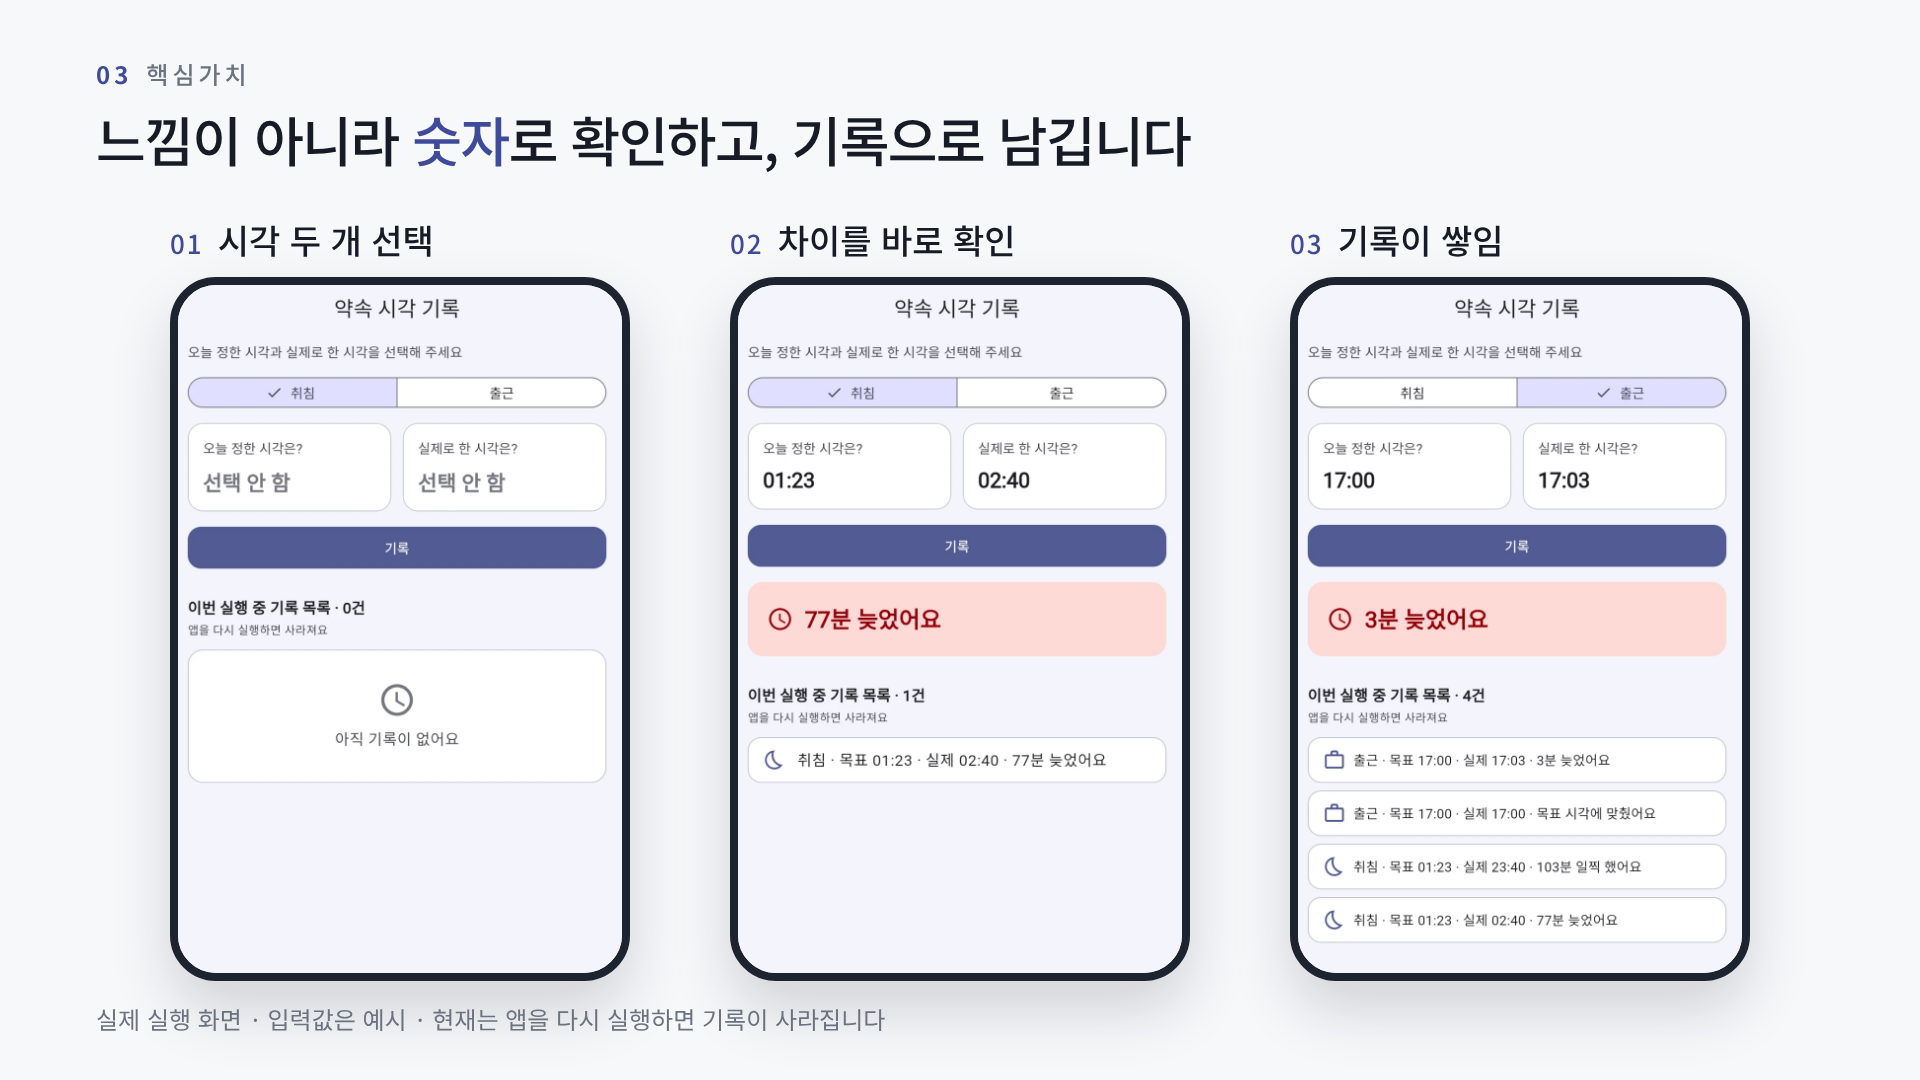 03 핵심가치
느낌이 아니라 숫자로 확인하고, 기록으로 남깁니다
01 시각 두 개 선택
약속 시각 기록
오늘 정한 시각과 실제로 한 시각을 선택해 주세요
취침 출근
오늘 정한 시각은? 실제로 한 시각은?
선택 안 함 선택 안 함
기록
이번 실행 중 기록 목록 · 0건
앱을 다시 실행하면 사라져요
아직 기록이 없어요
02 차이를 바로 확인
약속 시각 기록
오늘 정한 시각과 실제로 한 시각을 선택해 주세요
취침 출근
오늘 정한 시각은? 실제로 한 시각은?
01:23 02:40
기록
77분 늦었어요
이번 실행 중 기록 목록 · 1건
앱을 다시 실행하면 사라져요
취침 · 목표 01:23 · 실제 02:40 · 77분 늦었어요
03 기록이 쌓임
약속 시각 기록
오늘 정한 시각과 실제로 한 시각을 선택해 주세요
취침 출근
오늘 정한 시각은? 실제로 한 시각은?
17:00 17:03
기록
3분 늦었어요
이번 실행 중 기록 목록 · 4건
앱을 다시 실행하면 사라져요
출근 · 목표 17:00 · 실제 17:03 · 3분 늦었어요
출근 · 목표 17:00 · 실제 17:00 · 목표 시각에 맞췄어요
취침 · 목표 01:23 · 실제 23:40 · 103분 일찍 했어요
취침 · 목표 01:23 · 실제 02:40 · 77분 늦었어요
실제 실행 화면 · 입력값은 예시 · 현재는 앱을 다시 실행하면 기록이 사라집니다